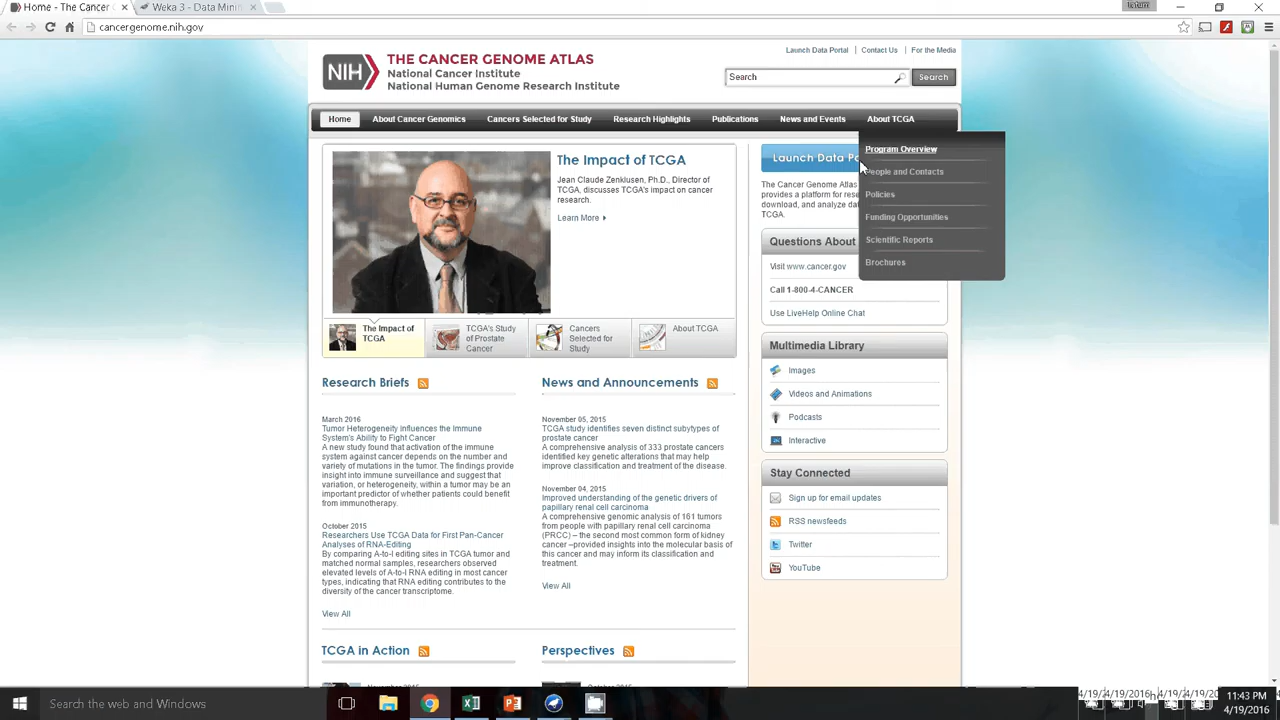 Home - The Cancer G
Weka 3 - Data Minin
cancergenome.nih.gov
Launch Data Portal | Contact Us | For the Media
NIH
THE CANCER GENOME ATLAS
National Cancer Institute
National Human Genome Research Institute
Search
Search
Home
About Cancer Genomics
Cancers Selected for Study
Research Highlights
Publications
News and Events
About TCGA
Program Overview
People and Contacts
Policies
Funding Opportunities
Scientific Reports
Brochures
The Impact of TCGA
Jean Claude Zenklusen, Ph.D., Director of
TCGA, discusses TCGA's impact on cancer
research.
Learn More
The Impact of
TCGA
TCGA's Study
of Prostate
Cancer
Cancers
Selected for
Study
About TCGA
Launch Data Po
The Cancer Genome Atlas
provides a platform for rese
download, and analyze dat
TCGA.
Questions About
Visit www.cancer.gov
Call 1-800-4-CANCER
Use LiveHelp Online Chat
Multimedia Library
Images
Videos and Animations
Podcasts
Interactive
Stay Connected
Sign up for email updates
RSS newsfeeds
Twitter
YouTube
Research Briefs
March 2016
Tumor Heterogeneity influences the Immune
System's Ability to Fight Cancer
A new study found that activation of the immune
system against cancer depends on the number and
variety of mutations in the tumor. The findings provide
insight into immune surveillance and suggest that
variation, or heterogeneity, within a tumor may be an
important predictor of whether patients could benefit
from immunotherapy.
October 2015
Researchers Use TCGA Data for First Pan-Cancer
Analyses of RNA-Editing
By comparing A-to-I editing sites in TCGA tumor and
matched normal samples, researchers observed
elevated levels of A-to-I RNA editing in most cancer
types, indicating that RNA editing contributes to the
diversity of the cancer transcriptome.
View All
News and Announcements
November 05, 2015
TCGA study identifies seven distinct subtypes of
prostate cancer
A comprehensive analysis of 333 prostate cancers
identified key genetic alterations that may help
improve classification and treatment of the disease.
November 04, 2015
Improved understanding of the genetic drivers of
papillary renal cell carcinoma
A comprehensive genomic analysis of 161 tumors
from people with papillary renal cell carcinoma
(PRCC) – the second most common form of kidney
cancer –provided insights into the molecular basis of
this cancer and may inform its classification and
treatment.
View All
TCGA in Action
Perspectives
Search the web and Windows
11:43 PM
4/19/2016